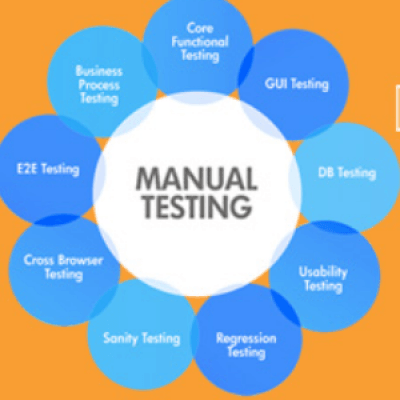 MANUAL
TESTING
Core
Functional
Testing
GUI Testing
DB Testing
Usability
Testing
Regression
Testing
Sanity Testing
Cross Browser
Testing
E2E Testing
Business
Process
Testing